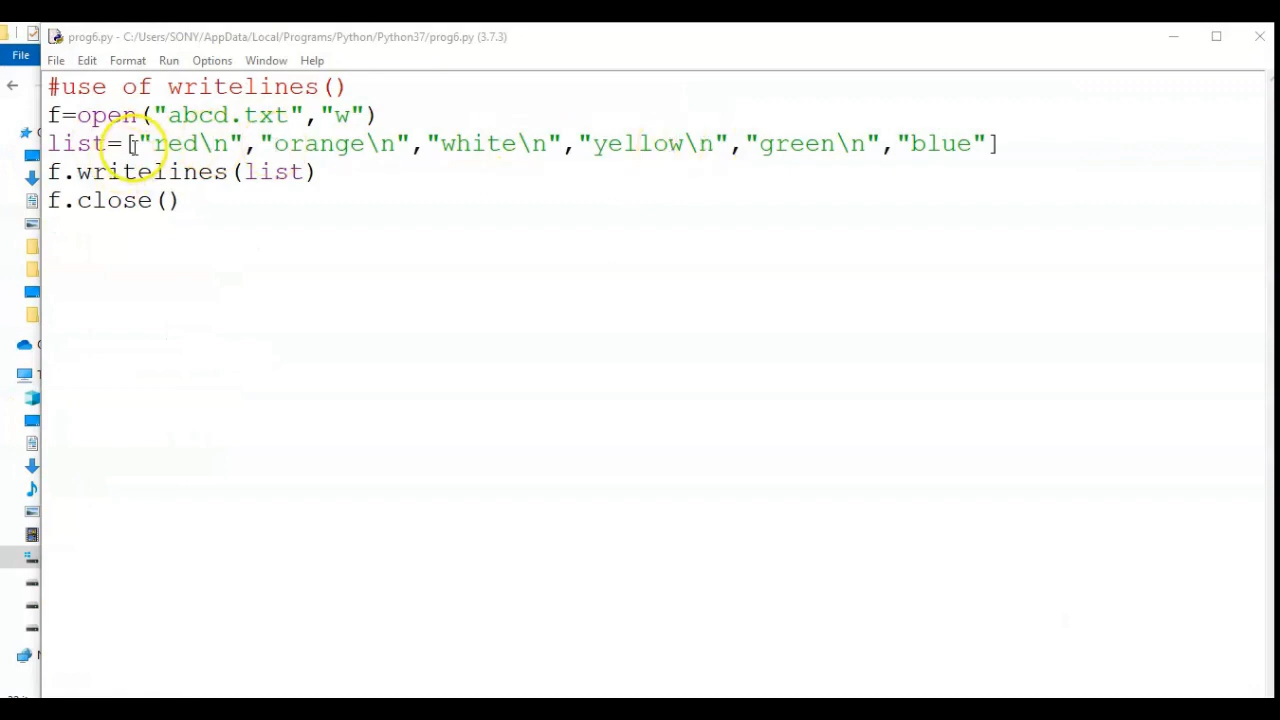 prog6.py - C:/Users/SONY/AppData/Local/Programs/Python/Python37/prog6.py (3.7.3)
File
File Edit Format Run Options Window Help
#use of writelines()
f=open("abcd.txt","w")
list=["red\n","orange\n","white\n","yellow\n","green\n","blue"]
f.writelines(list)
f.close()